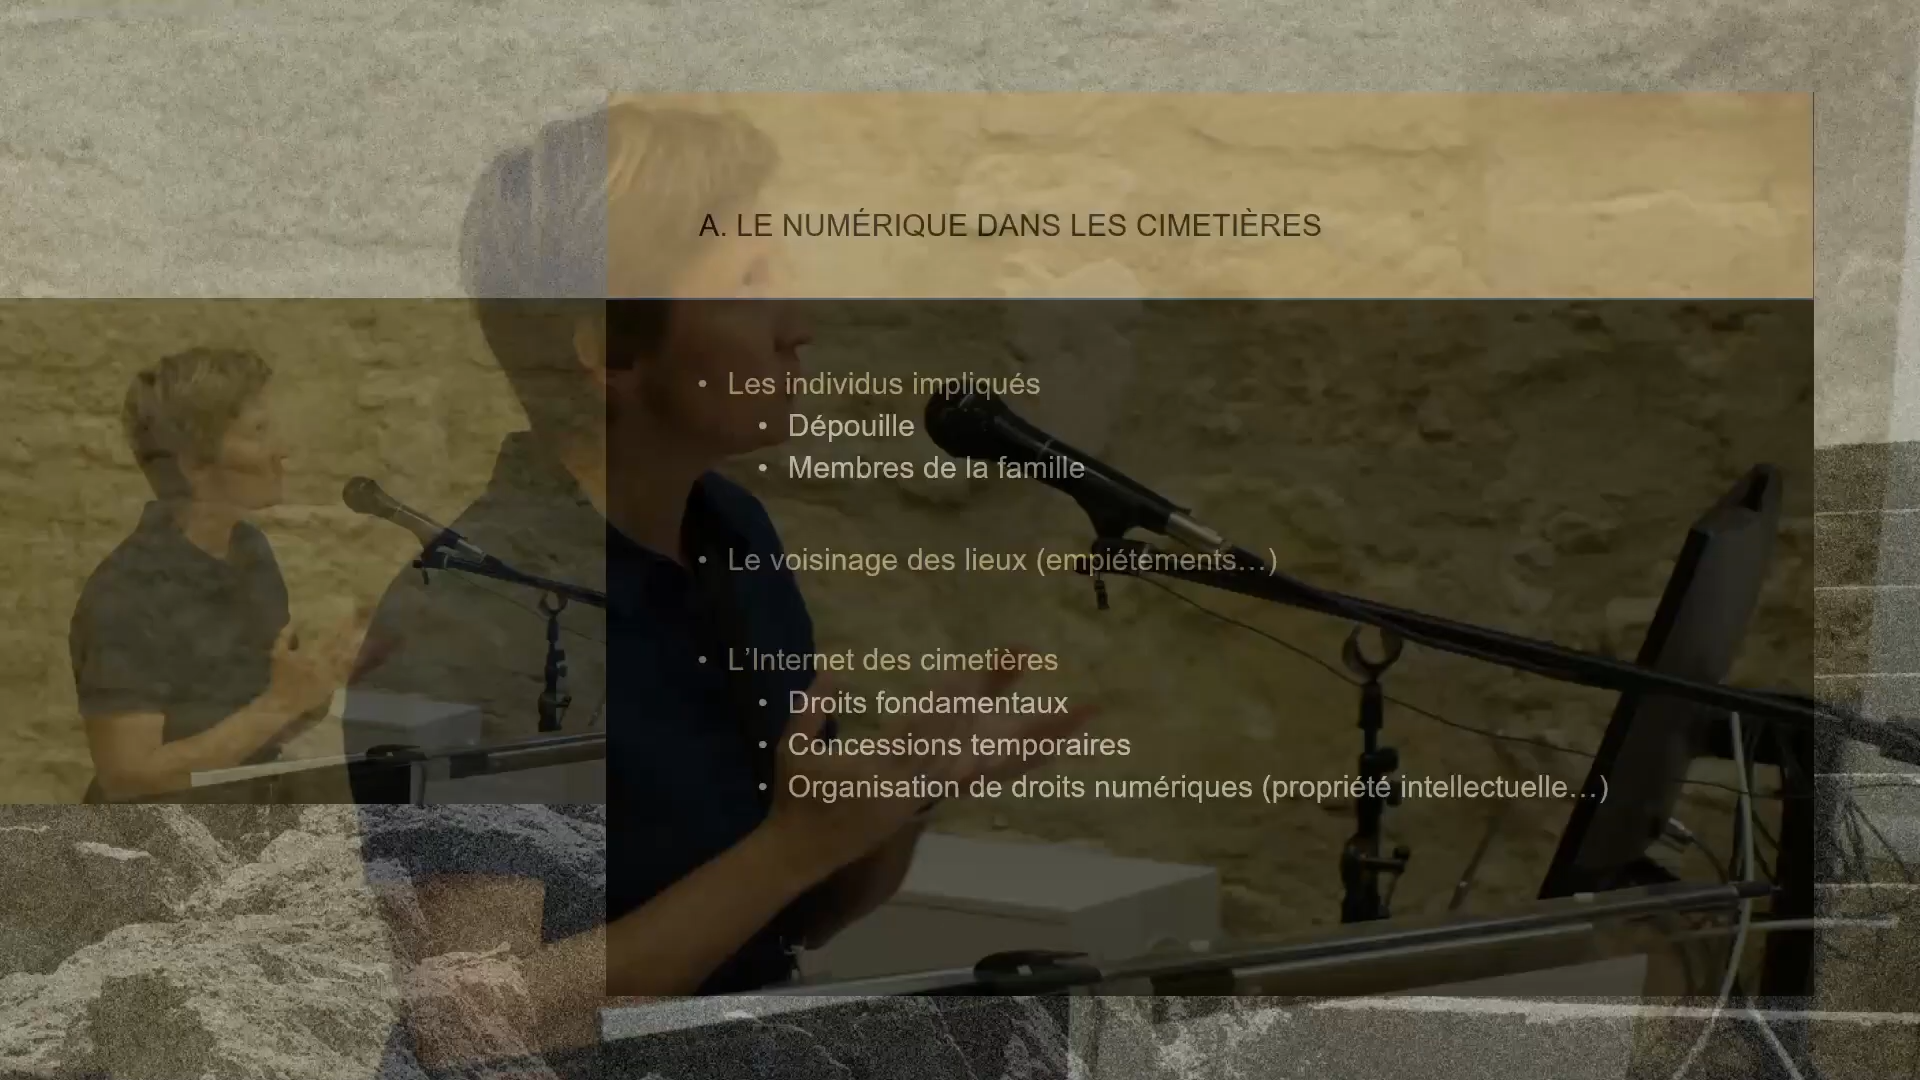 A. LE NUMÉRIQUE DANS LES CIMETIÈRES
• Les individus impliqués
• Dépouille
• Membres de la famille
• Le voisinage des lieux (empiétements…)
• L’Internet des cimetières
• Droits fondamentaux
• Concessions temporaires
• Organisation de droits numériques (propriété intellectuelle…)